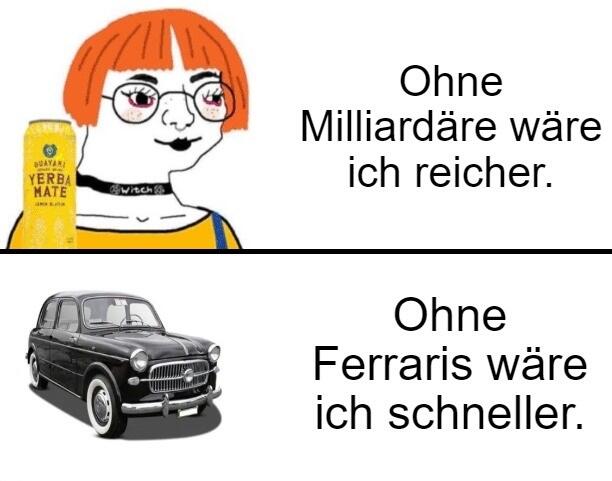 Ohne
Milliardäre wäre
ich reicher.
GUAYAKI
YERBA
MATE
Witch
Ohne
Ferraris wäre
ich schneller.